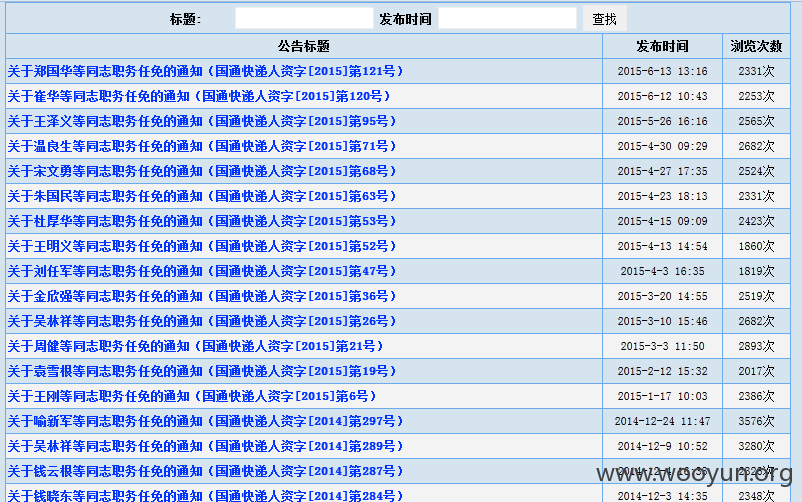 标题: 发布时间 查找
公告标题 发布时间 浏览次数
关于郑国华等同志职务任免的通知（国通快递人资字[2015]第121号） 2015-6-13 13:16 2331次
关于崔华等同志职务任免的通知（国通快递人资字[2015]第120号） 2015-6-12 10:43 2253次
关于王泽义等同志职务任免的通知（国通快递人资字[2015]第95号） 2015-5-26 16:16 2565次
关于温良生等同志职务任免的通知（国通快递人资字[2015]第71号） 2015-4-30 09:29 2682次
关于宋文勇等同志职务任免的通知（国通快递人资字[2015]第68号） 2015-4-27 17:35 2524次
关于朱国民等同志职务任免的通知（国通快递人资字[2015]第63号） 2015-4-23 18:13 2331次
关于杜厚华等同志职务任免的通知（国通快递人资字[2015]第53号） 2015-4-15 09:09 2423次
关于王明义等同志职务任免的通知（国通快递人资字[2015]第52号） 2015-4-13 14:54 1860次
关于刘任军等同志职务任免的通知（国通快递人资字[2015]第47号） 2015-4-3 16:35 1819次
关于金欣强等同志职务任免的通知（国通快递人资字[2015]第36号） 2015-3-20 14:55 2519次
关于吴林祥等同志职务任免的通知（国通快递人资字[2015]第26号） 2015-3-10 15:46 2682次
关于周健等同志职务任免的通知（国通快递人资字[2015]第21号） 2015-3-3 11:50 2893次
关于袁雪根等同志职务任免的通知（国通快递人资字[2015]第19号） 2015-2-12 15:32 2017次
关于王刚等同志职务任免的通知（国通快递人资字[2015]第6号） 2015-1-17 10:03 2386次
关于喻新军等同志职务任免的通知（国通快递人资字[2014]第297号） 2014-12-24 11:47 3576次
关于吴林祥等同志职务任免的通知（国通快递人资字[2014]第289号） 2014-12-9 10:52 3280次
关于钱云根等同志职务任免的通知（国通快递人资字[2014]第287号）
www.wooyun.org
关于钱晓东等同志职务任免的通知（国通快递人资字[2014]第284号） 2014-12-3 14:35 2348次